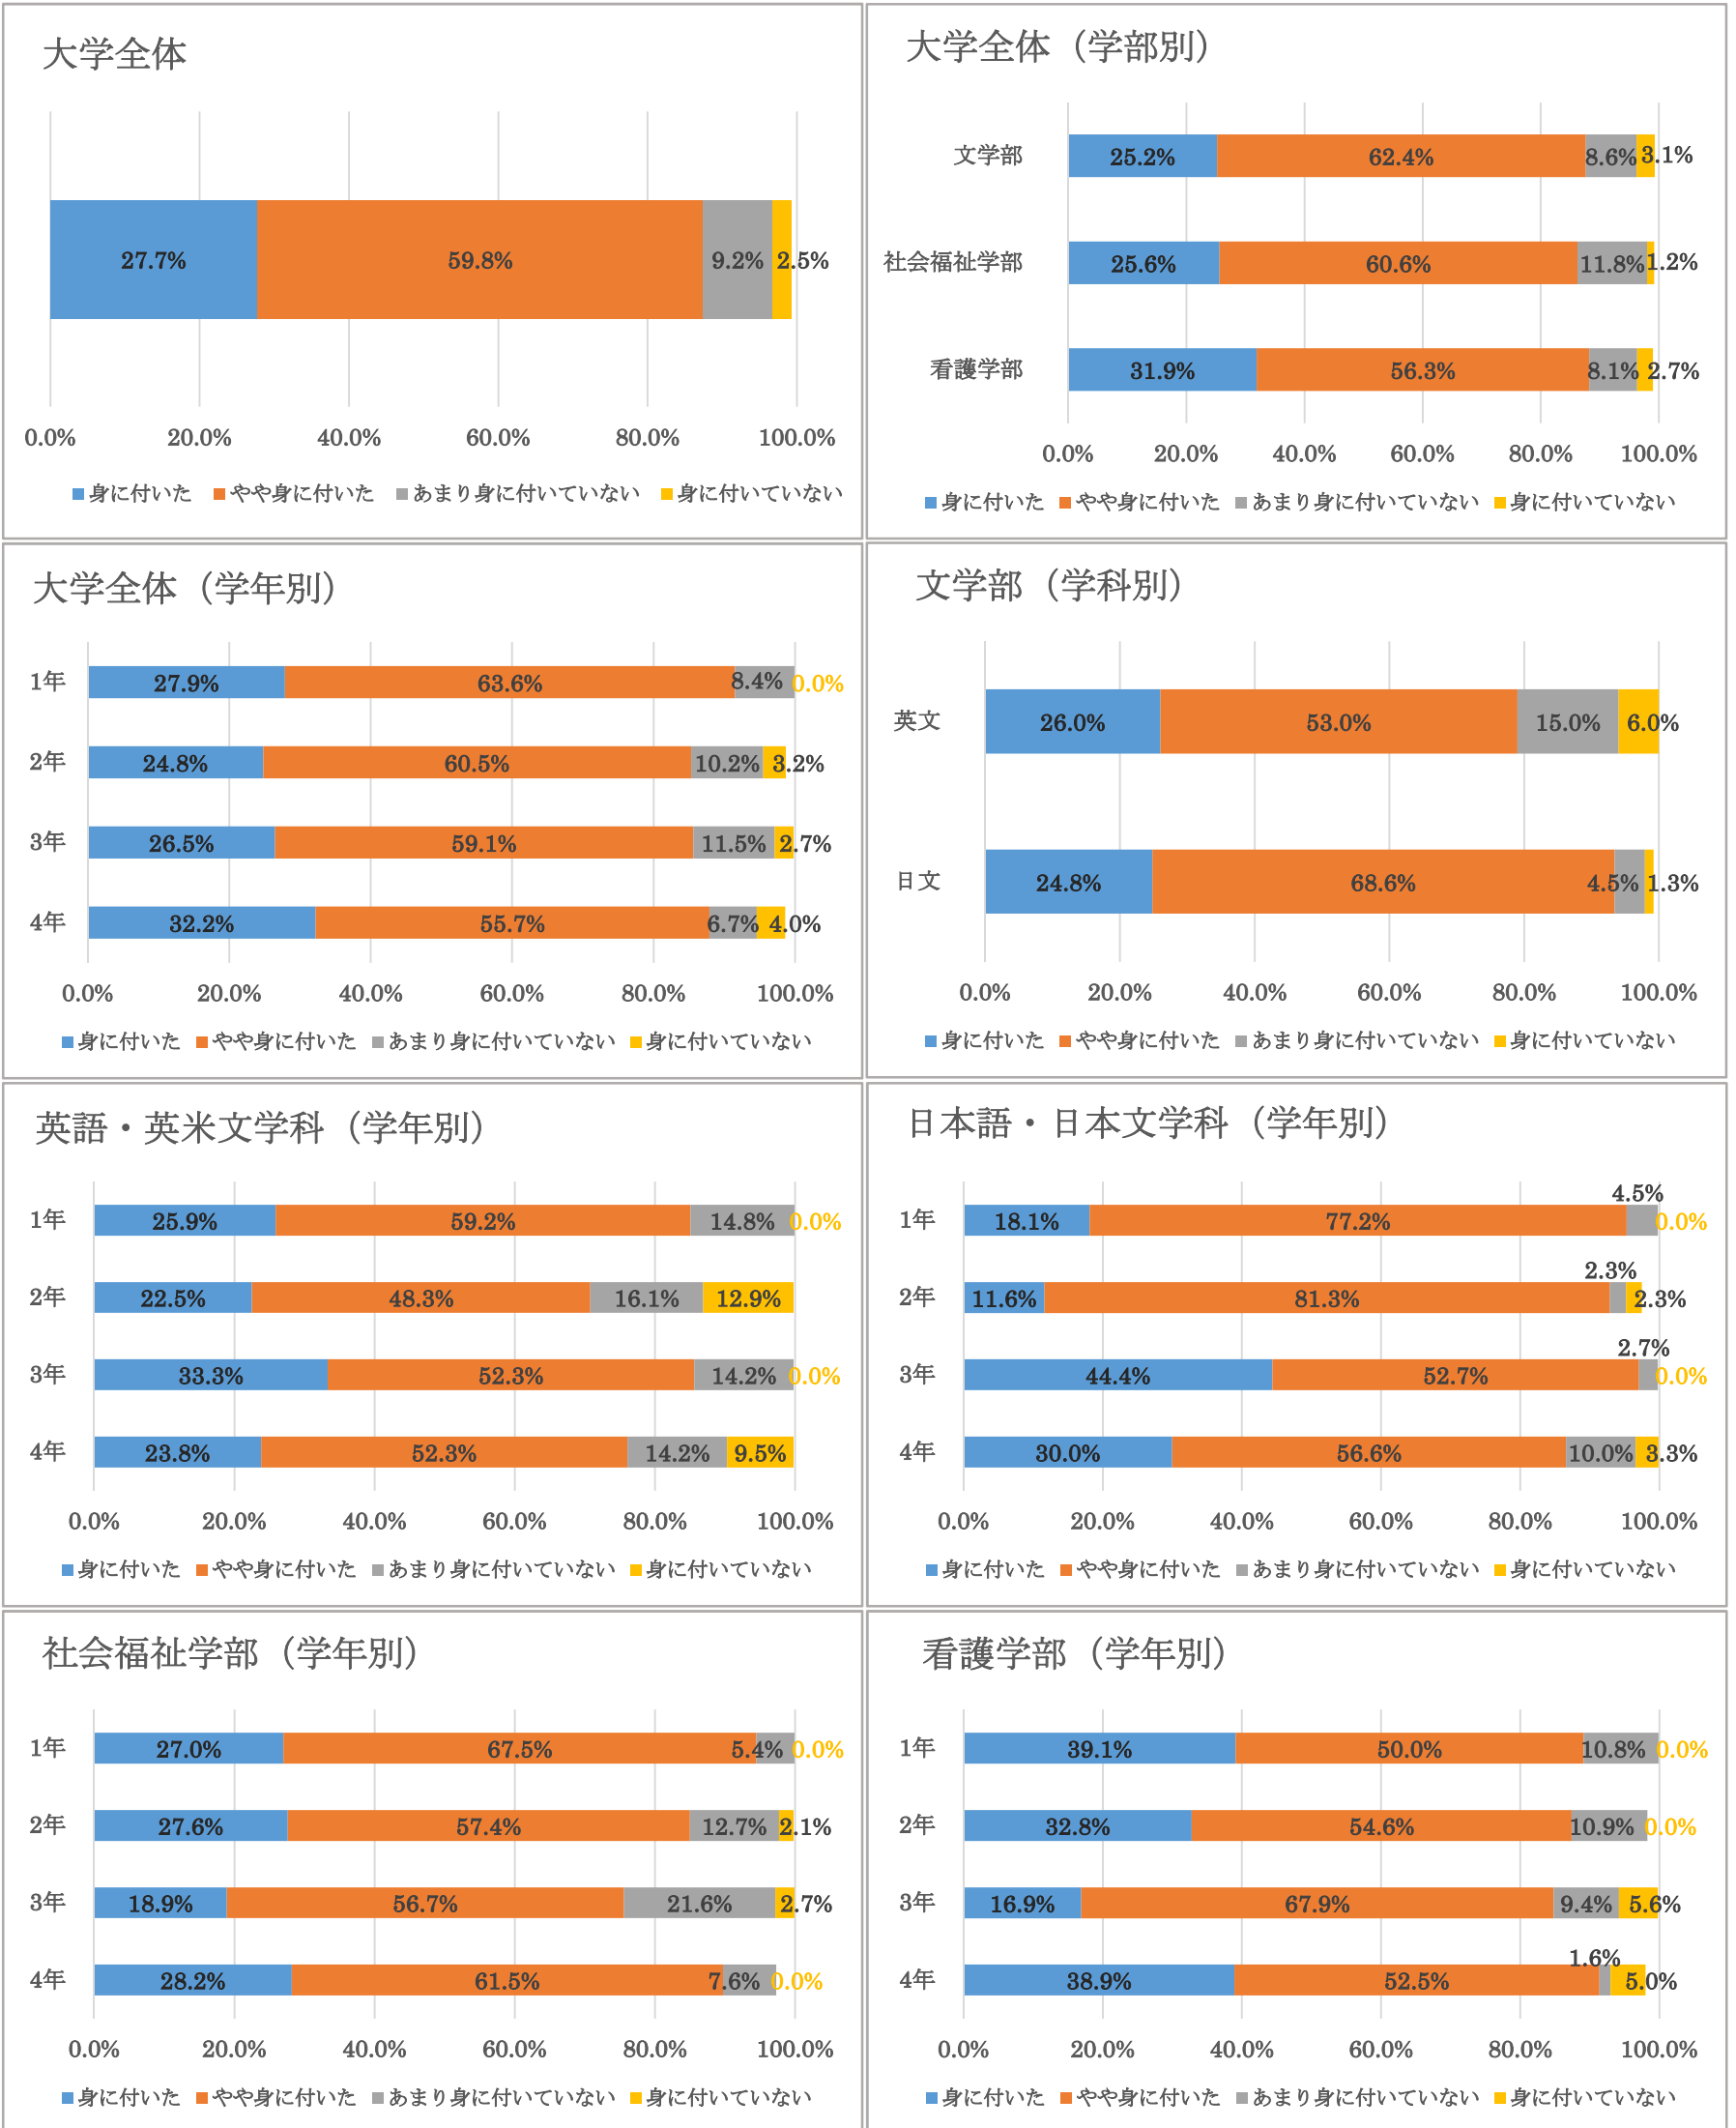 大学全体
27.7% 59.8% 9.2% 2.5%
0.0% 20.0% 40.0% 60.0% 80.0% 100.0%
身に付いた やや身に付いた あまり身に付いていない 身に付いていない
大学全体（学部別）
文学部 25.2% 62.4% 8.6% 3.1%
社会福祉学部 25.6% 60.6% 11.8% 1.2%
看護学部 31.9% 56.3% 8.1% 2.7%
0.0% 20.0% 40.0% 60.0% 80.0% 100.0%
身に付いた やや身に付いた あまり身に付いていない 身に付いていない
大学全体（学年別）
1年 27.9% 63.6% 8.4% 0.0%
2年 24.8% 60.5% 10.2% 3.2%
3年 26.5% 59.1% 11.5% 2.7%
4年 32.2% 55.7% 6.7% 4.0%
0.0% 20.0% 40.0% 60.0% 80.0% 100.0%
身に付いた やや身に付いた あまり身に付いていない 身に付いていない
文学部（学科別）
英文 26.0% 53.0% 15.0% 6.0%
日文 24.8% 68.6% 4.5% 1.3%
0.0% 20.0% 40.0% 60.0% 80.0% 100.0%
身に付いた やや身に付いた あまり身に付いていない 身に付いていない
英語・英米文学科（学年別）
1年 25.9% 59.2% 14.8% 0.0%
2年 22.5% 48.3% 16.1% 12.9%
3年 33.3% 52.3% 14.2% 0.0%
4年 23.8% 52.3% 14.2% 9.5%
0.0% 20.0% 40.0% 60.0% 80.0% 100.0%
身に付いた やや身に付いた あまり身に付いていない 身に付いていない
日本語・日本文学科（学年別）
1年 18.1% 77.2% 4.5% 0.0%
2年 11.6% 81.3% 2.3% 2.3%
3年 44.4% 52.7% 2.7% 0.0%
4年 30.0% 56.6% 10.0% 3.3%
0.0% 20.0% 40.0% 60.0% 80.0% 100.0%
身に付いた やや身に付いた あまり身に付いていない 身に付いていない
社会福祉学部（学年別）
1年 27.0% 67.5% 5.4% 0.0%
2年 27.6% 57.4% 12.7% 2.1%
3年 18.9% 56.7% 21.6% 2.7%
4年 28.2% 61.5% 7.6% 0.0%
0.0% 20.0% 40.0% 60.0% 80.0% 100.0%
身に付いた やや身に付いた あまり身に付いていない 身に付いていない
看護学部（学年別）
1年 39.1% 50.0% 10.8% 0.0%
2年 32.8% 54.6% 10.9% 0.0%
3年 16.9% 67.9% 9.4% 5.6%
4年 38.9% 52.5% 1.6% 5.0%
0.0% 20.0% 40.0% 60.0% 80.0% 100.0%
身に付いた やや身に付いた あまり身に付いていない 身に付いていない